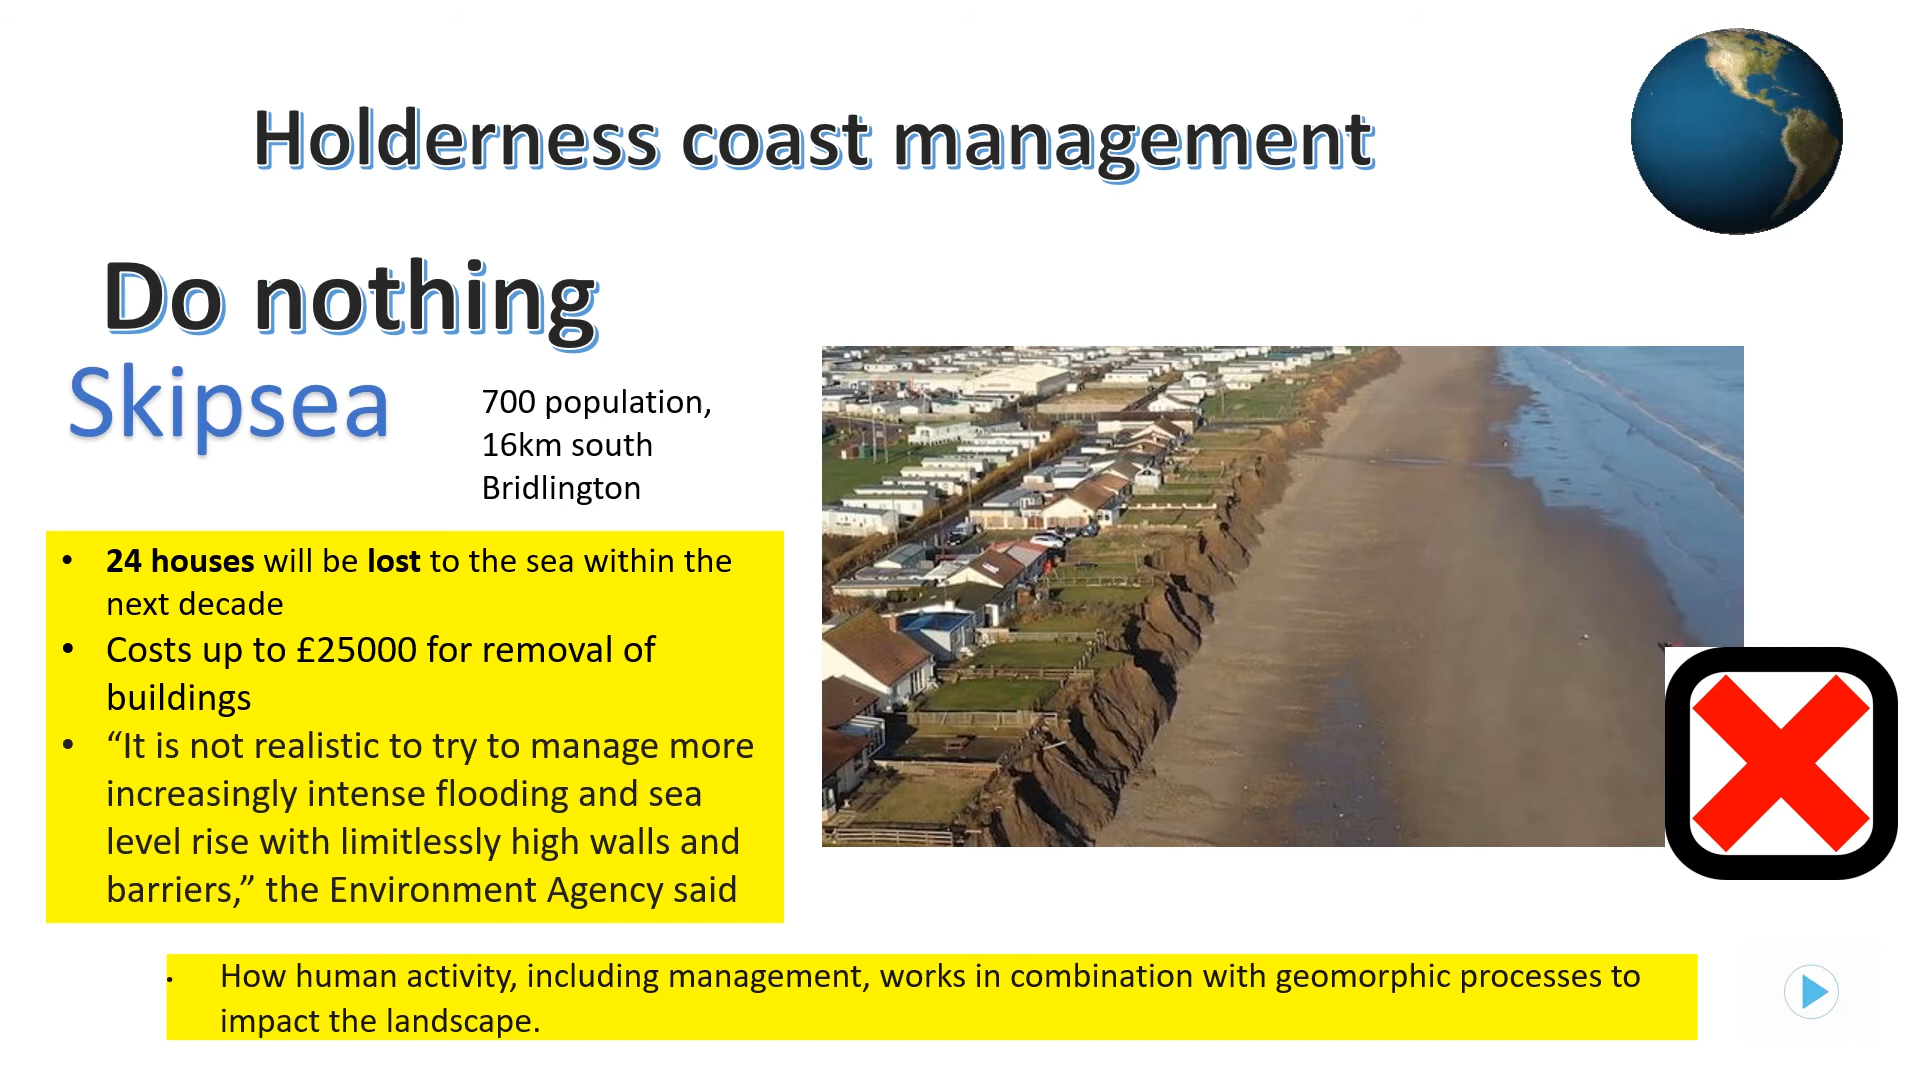 Holderness coast management
Do nothing
Skipsea
700 population,
16km south
Bridlington
• 24 houses will be lost to the sea within the
next decade
• Costs up to £25000 for removal of
buildings
• “It is not realistic to try to manage more
increasingly intense flooding and sea
level rise with limitlessly high walls and
barriers,” the Environment Agency said
• How human activity, including management, works in combination with geomorphic processes to
impact the landscape.